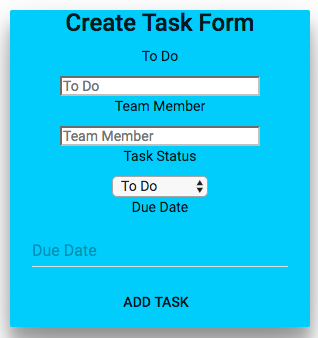 Create Task Form
To Do
To Do
Team Member
Team Member
Task Status
To Do
Due Date
Due Date
ADD TASK